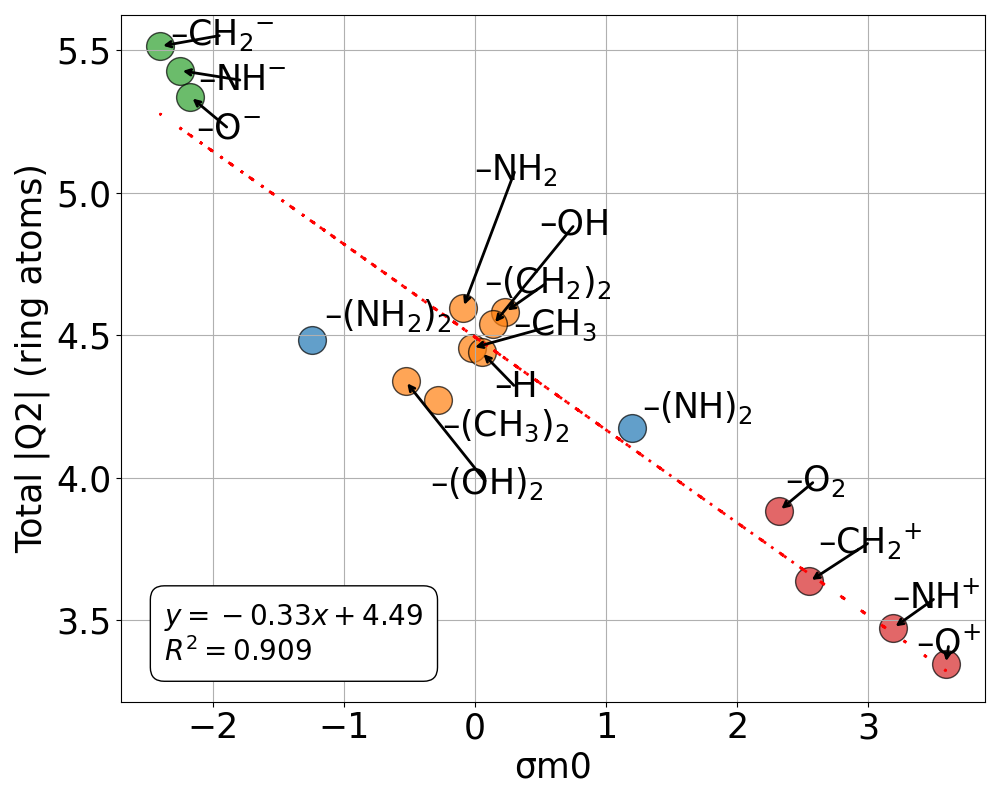 –CH₂⁻
–NH⁻
–O⁻
–NH₂
–OH
–(CH₂)₂
–(NH₂)₂
–CH₃
–H
–(CH₃)₂
–(OH)₂
–(NH)₂
–O₂
–CH₂⁺
–NH⁺
–O⁺
y = −0.33x + 4.49
R² = 0.909
5.5
5.0
4.5
4.0
3.5
Total |Q2| (ring atoms)
−2 −1 0 1 2 3
σm0